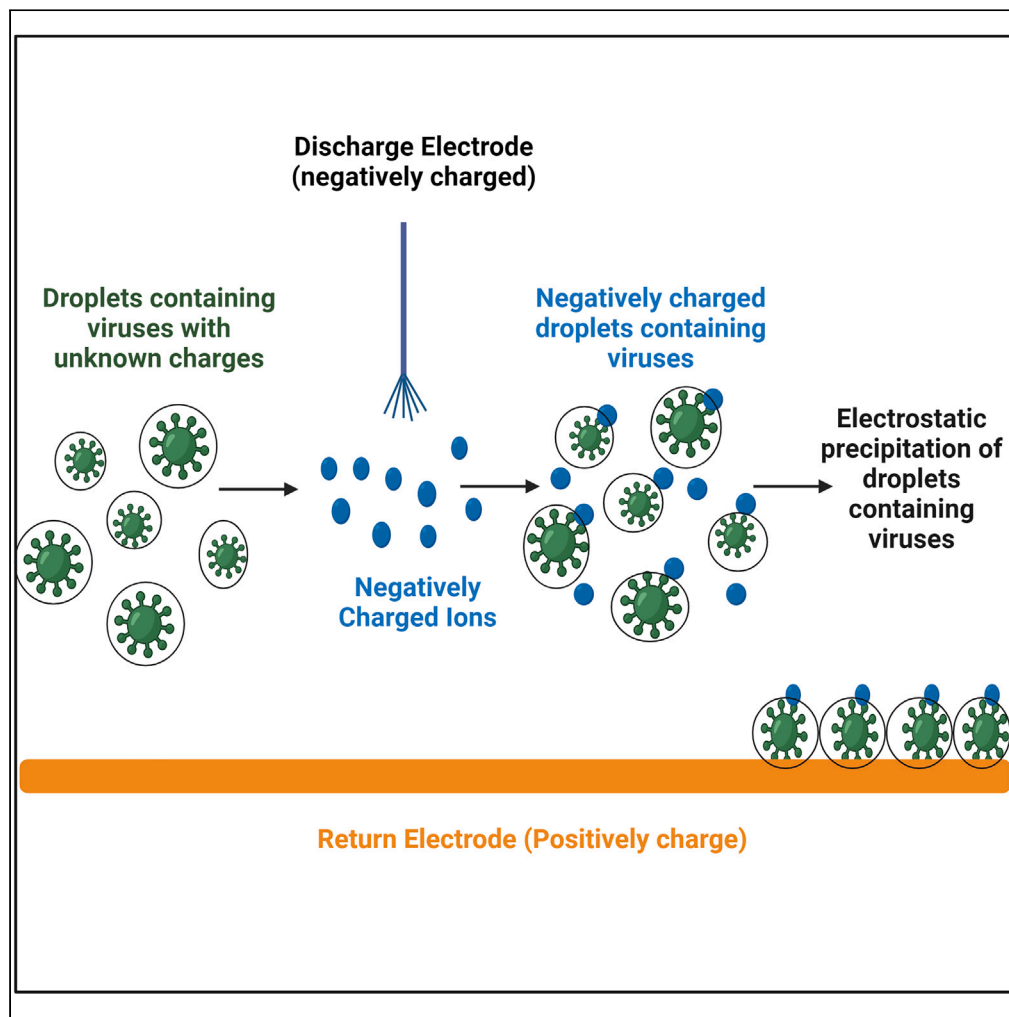 Discharge Electrode
(negatively charged)
Droplets containing
viruses with
unknown charges
Negatively charged
droplets containing
viruses
Electrostatic
precipitation of
droplets
containing
viruses
Negatively
Charged Ions
Return Electrode (Positively charge)